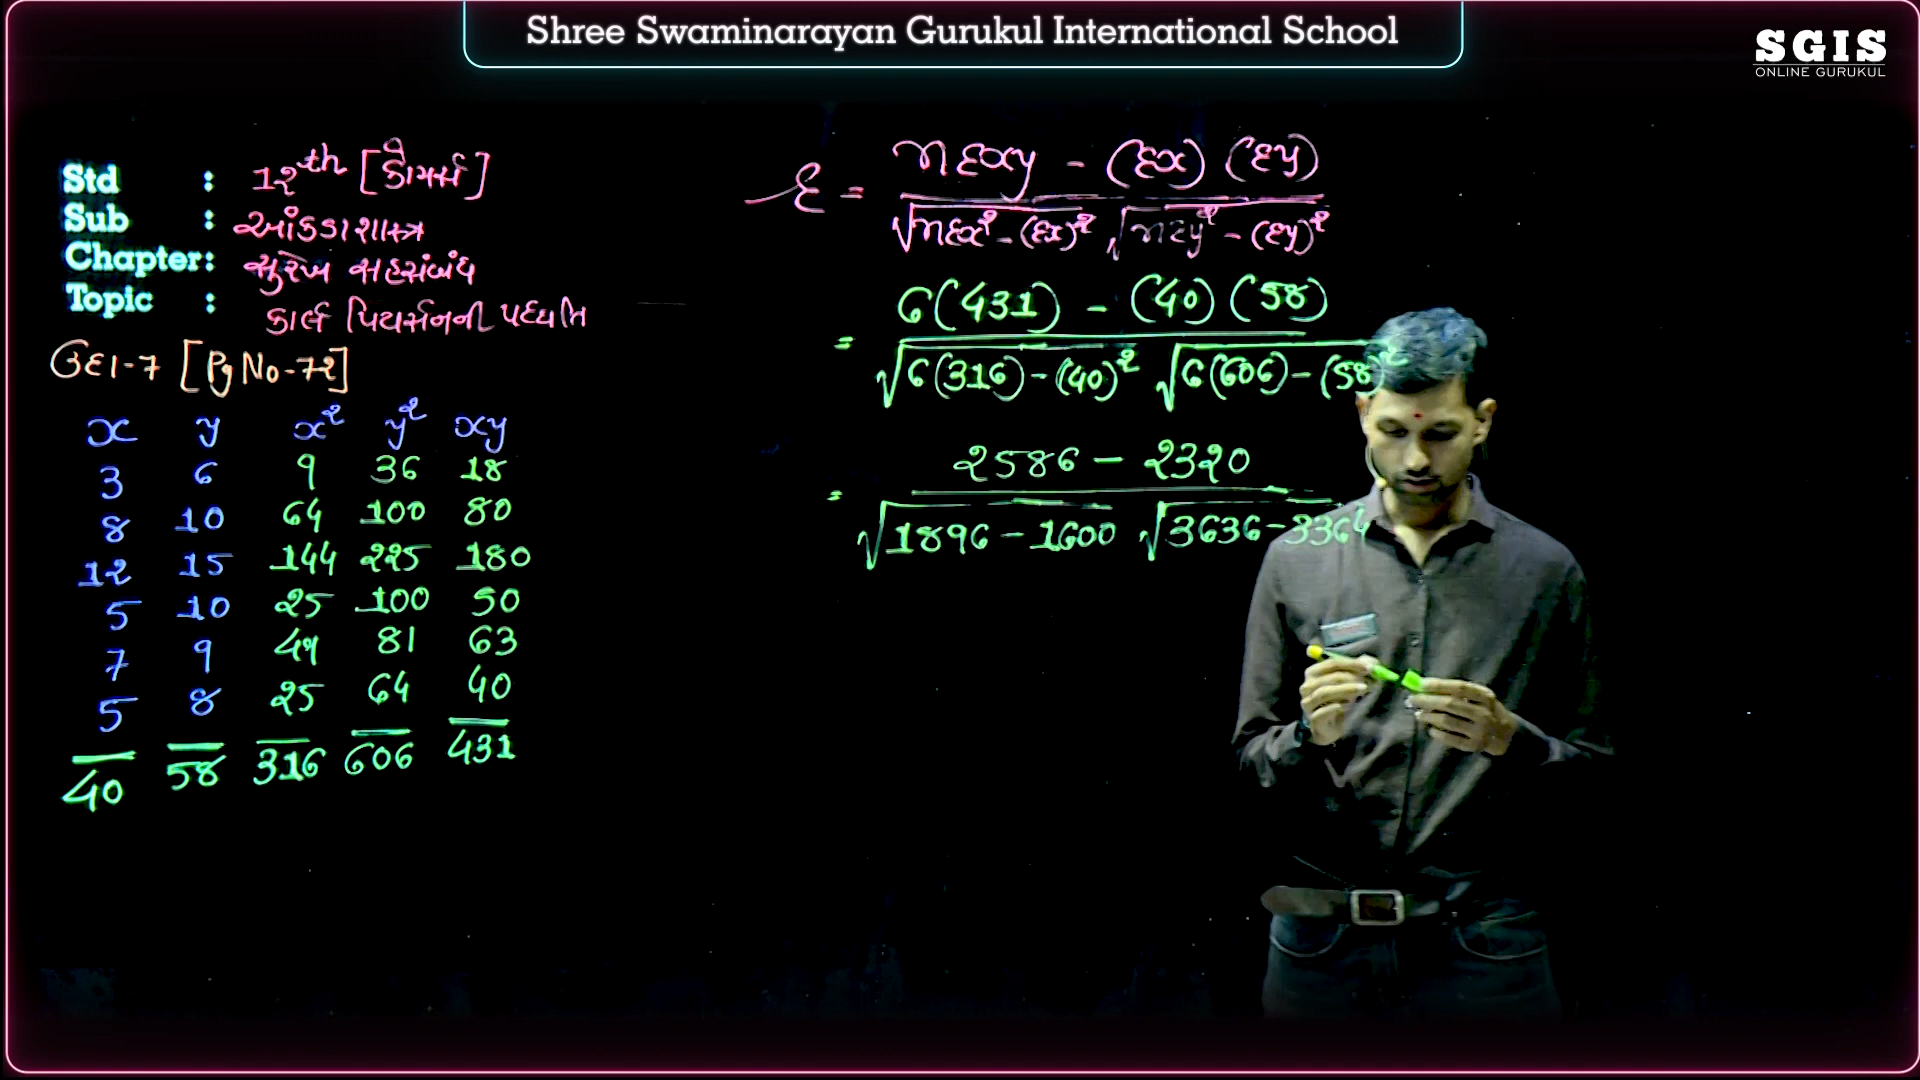 Shree Swaminarayan Gurukul International School
SGIS
ONLINE GURUKUL
Std : 12th [કોમર્સ]
Sub : આંકડાશાસ્ત્ર
Chapter: સુરેખ સહસંબંધ
Topic : કાર્લ પિયર્સનની પદ્ધતિ
ઉદા-7 [Pg No-72]
x y x² y² xy
3 6 9 36 18
8 10 64 100 80
12 15 144 225 180
5 10 25 100 50
7 9 49 81 63
5 8 25 64 40
40 58 316 606 431
r = nΣxy - (Σx) (Σy)
√nΣx² - (Σx)² √nΣy² - (Σy)²
= 6(431) - (40) (58)
√6(316) - (40)² √6(606) - (58)²
= 2586 - 2320
√1896 - 1600 √3636 - 3364